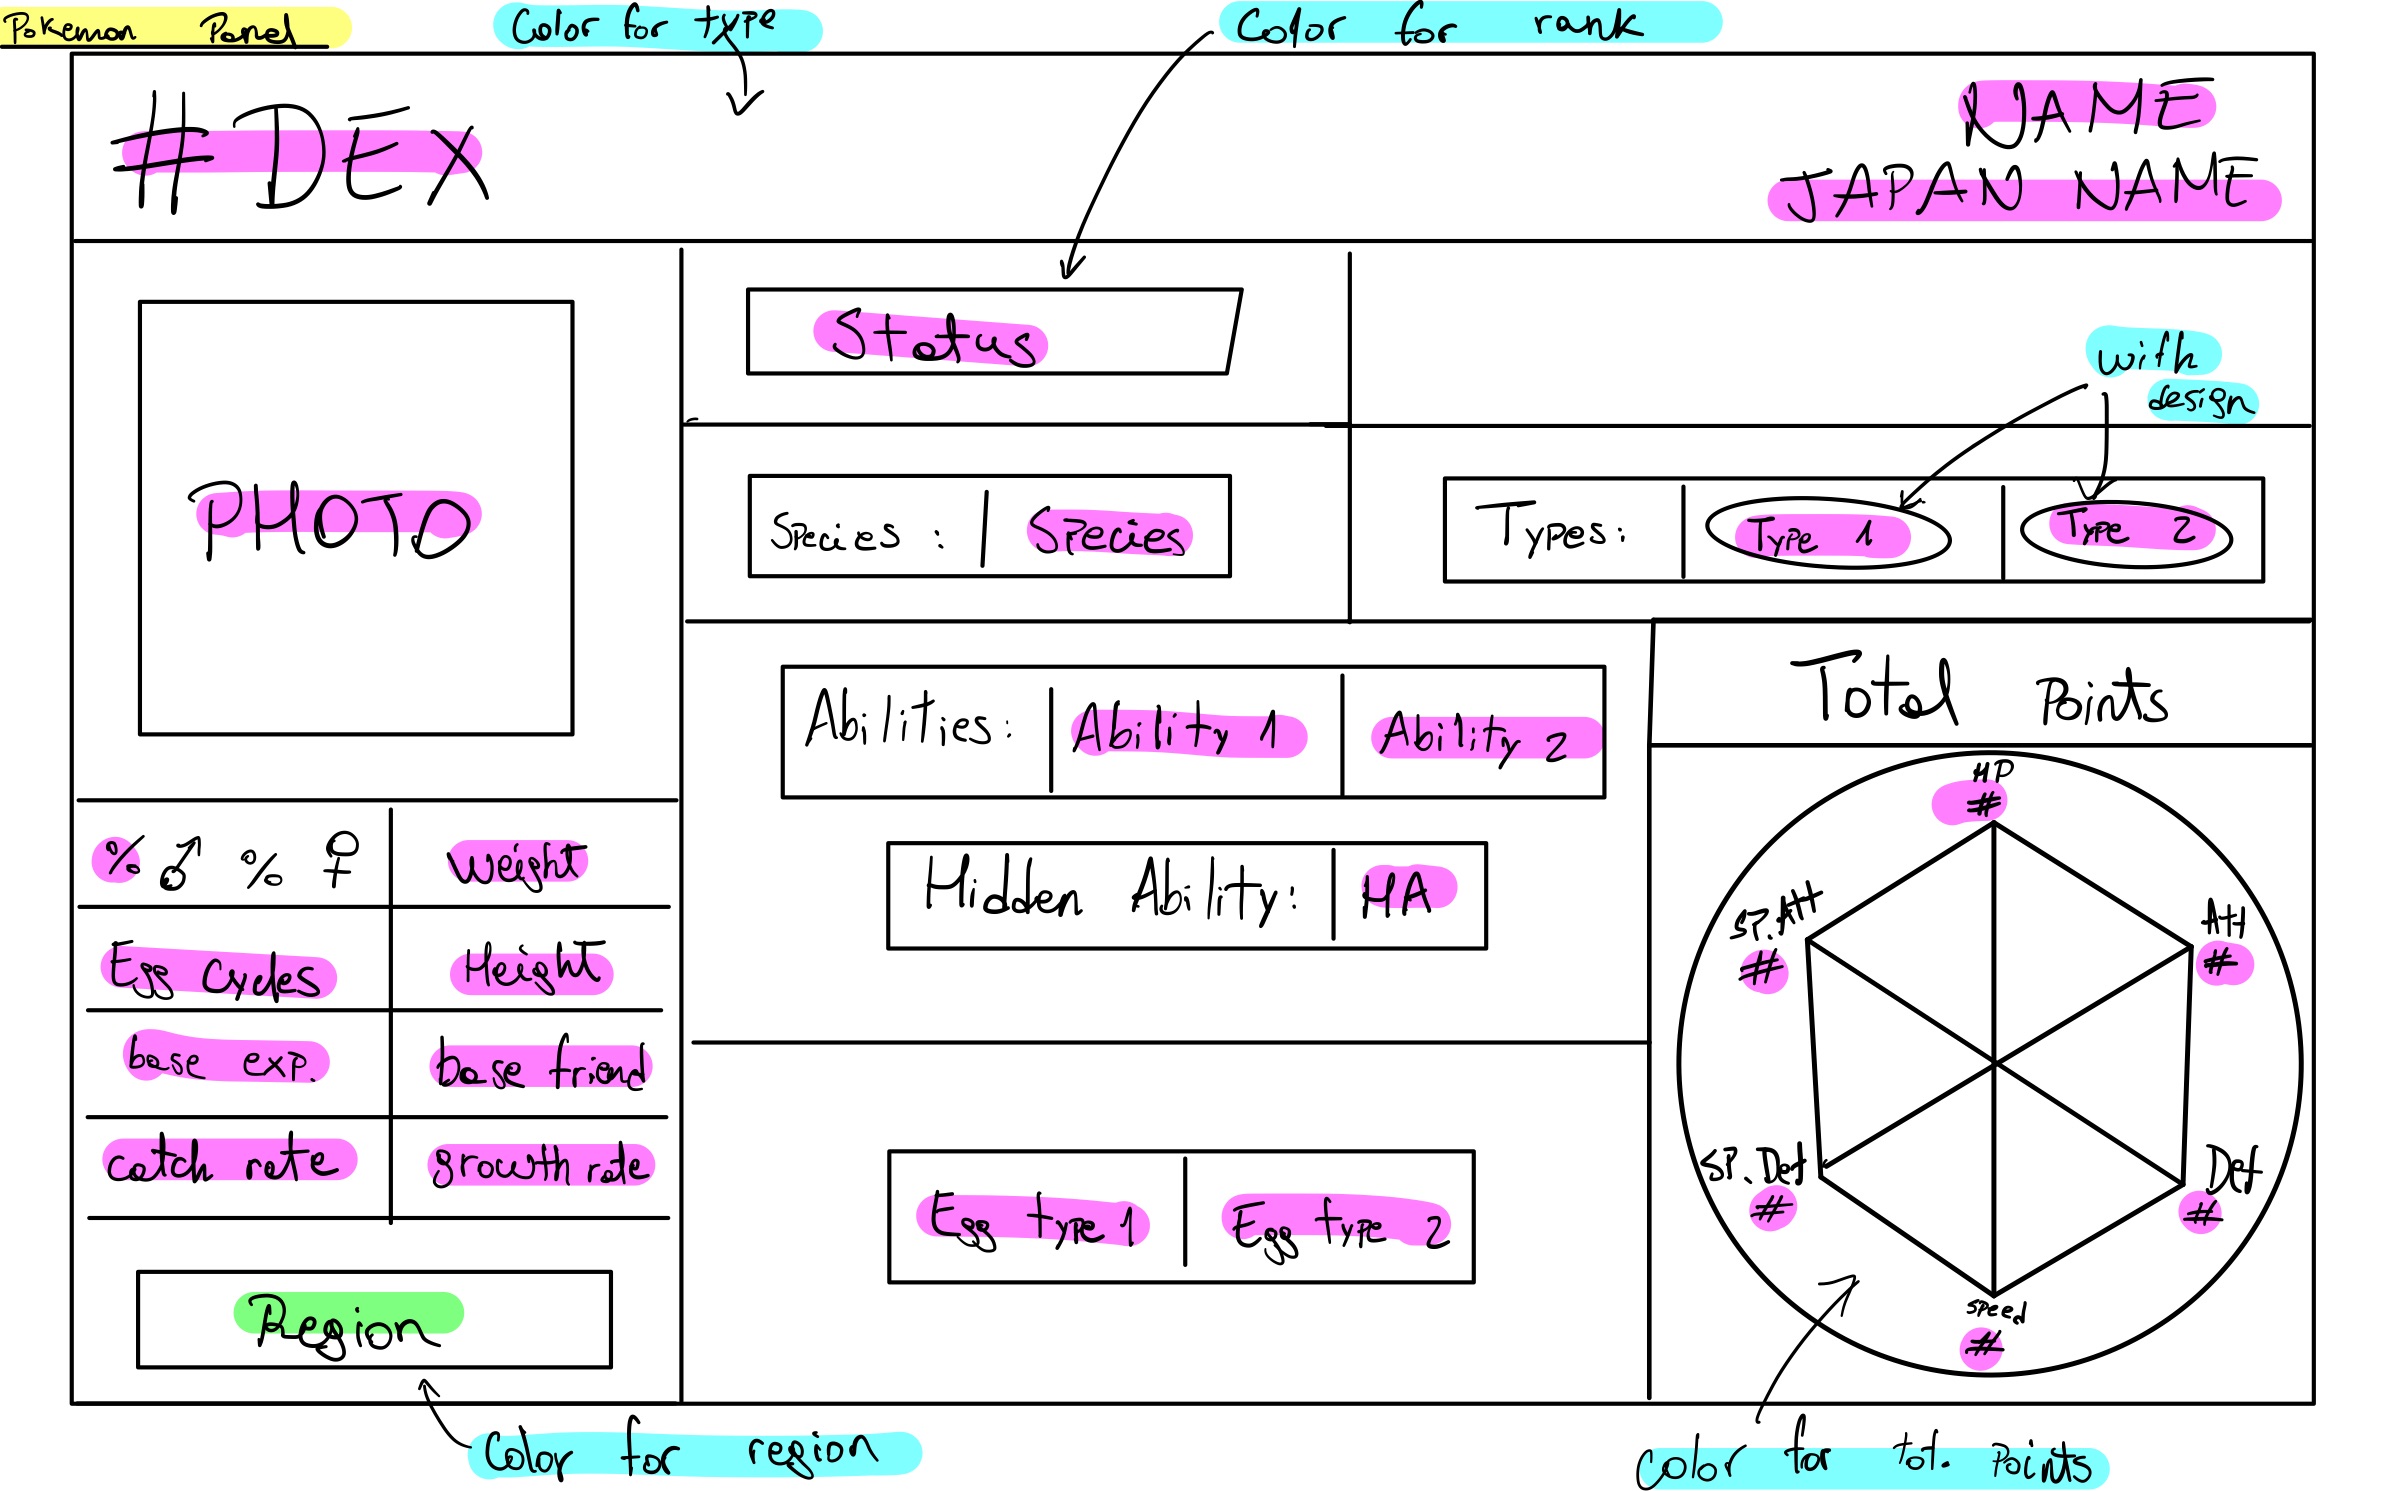 Pokemon Panel
Color for type
Color for rank
#DEX
NAME
JAPAN NAME
Status
with
design
PHOTO
Species :
Species
Types:
Type 1
Type 2
Abilities:
Ability 1
Ability 2
Total Points
HP
#
% ♂ % ♀
Weight
Hidden Ability:
HA
SP.Att
#
Att
#
Egg Cycles
Height
base exp.
base friend
catch rate
growth rate
SP.Def
#
Def
#
Egg type 1
Egg type 2
Region
speed
#
Color for region
color for tot. Points